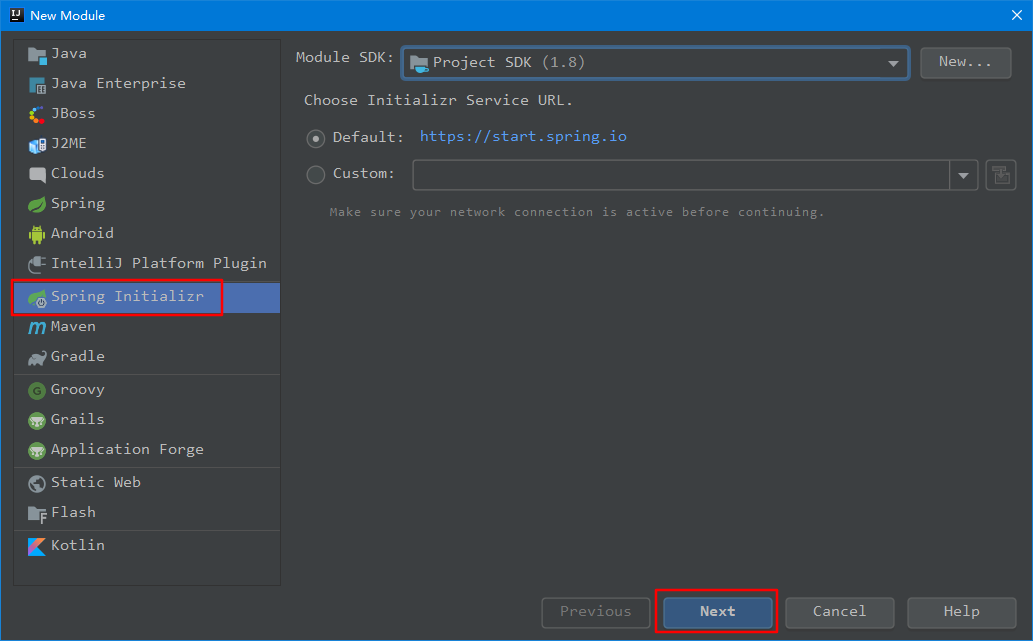 New Module
Java
Java Enterprise
JBoss
J2ME
Clouds
Spring
Android
IntelliJ Platform Plugin
Spring Initializr
Maven
Gradle
Groovy
Grails
Application Forge
Static Web
Flash
Kotlin
Module SDK: Project SDK (1.8) New...
Choose Initializr Service URL.
Default: https://start.spring.io
Custom:
Make sure your network connection is active before continuing.
Previous Next Cancel Help